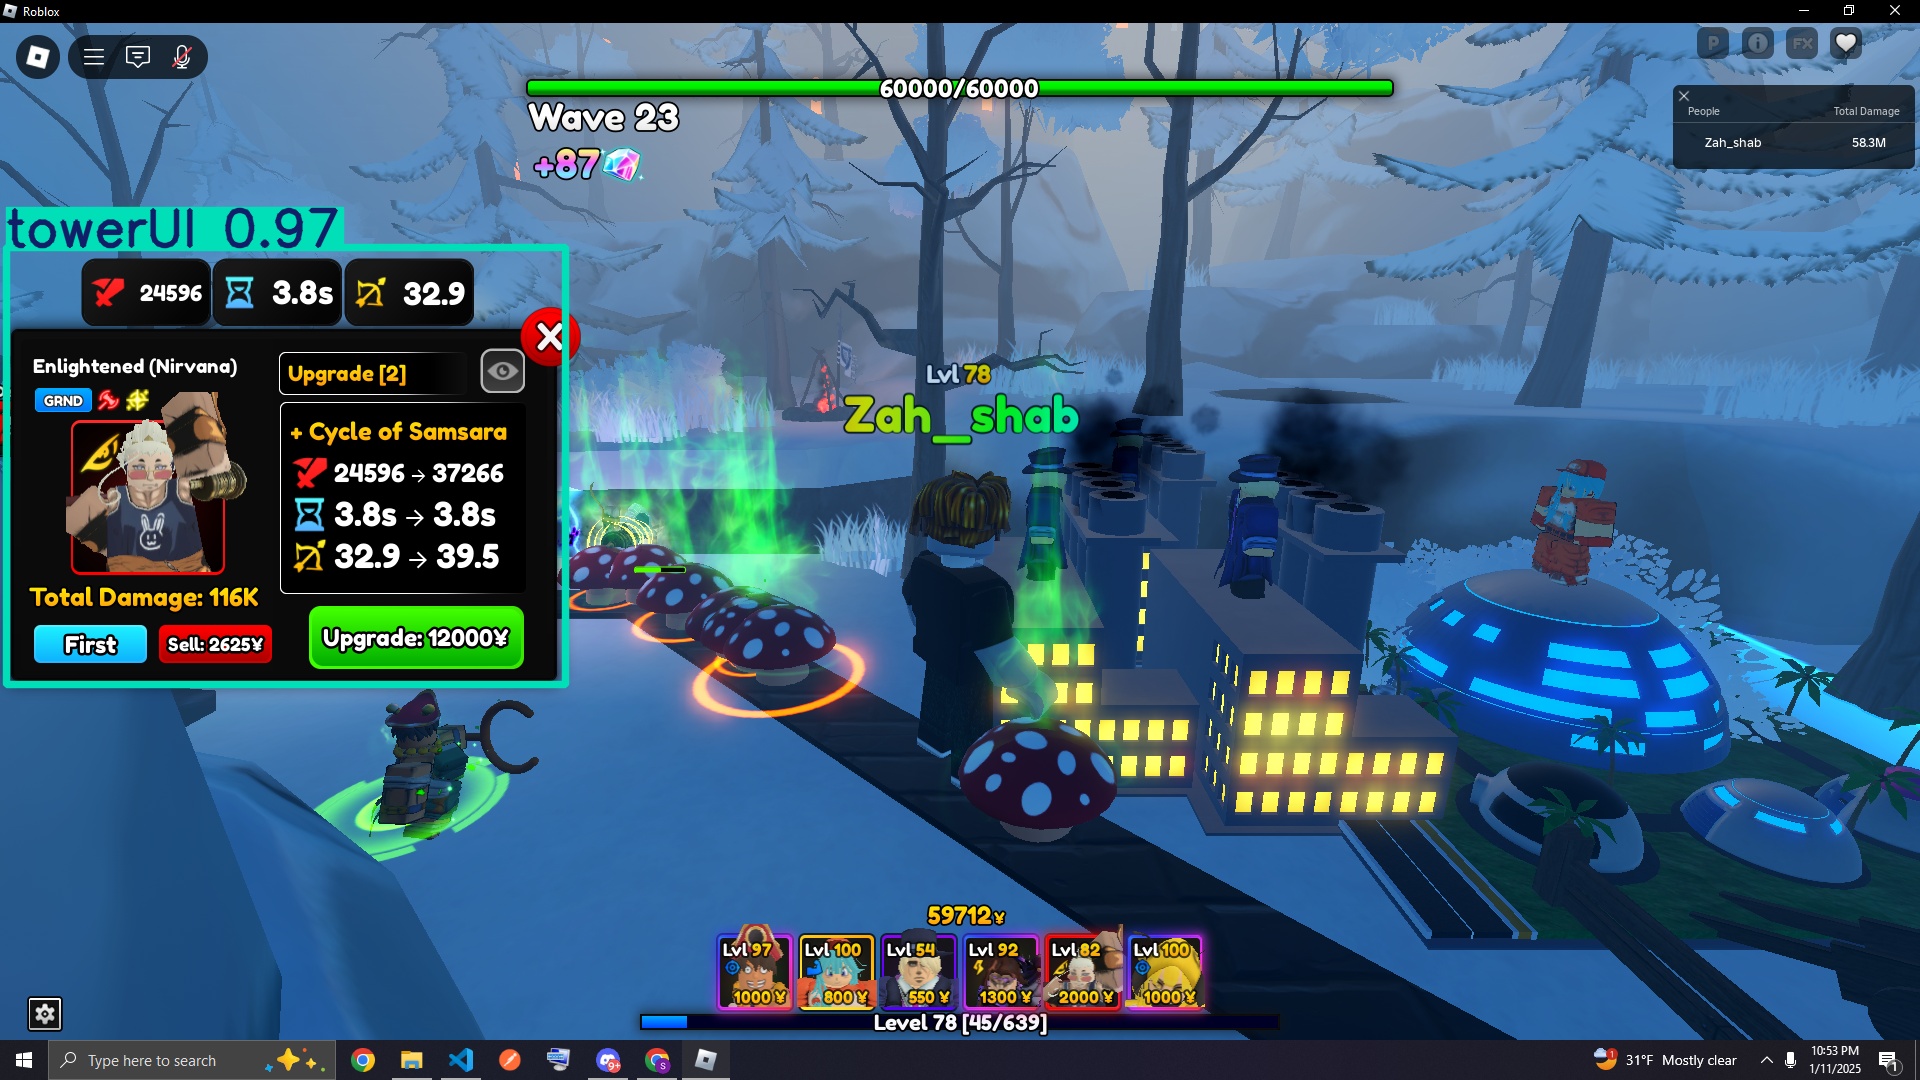 Roblox
P
FX
60000/60000
Wave 23
+87
People Total Damage
Zah_shab 58.3M
towerUI 0.97
24596 3.8s 32.9
X
Enlightened (Nirvana)
GRND
Upgrade [2]
+ Cycle of Samsara
24596 → 37266
3.8s → 3.8s
32.9 → 39.5
Total Damage: 116K
First
Sell: 2625¥
Upgrade: 12000¥
Lvl 78
Zah_shab
59712¥
Lvl 97
1000 ¥
Lvl 100
800 ¥
Lvl 54
550 ¥
Lvl 92
1300 ¥
Lvl 82
2000 ¥
Lvl 100
1000 ¥
Level 78 [45/639]
Type here to search
9+
S
1
31°F Mostly clear
10:53 PM
1/11/2025
1